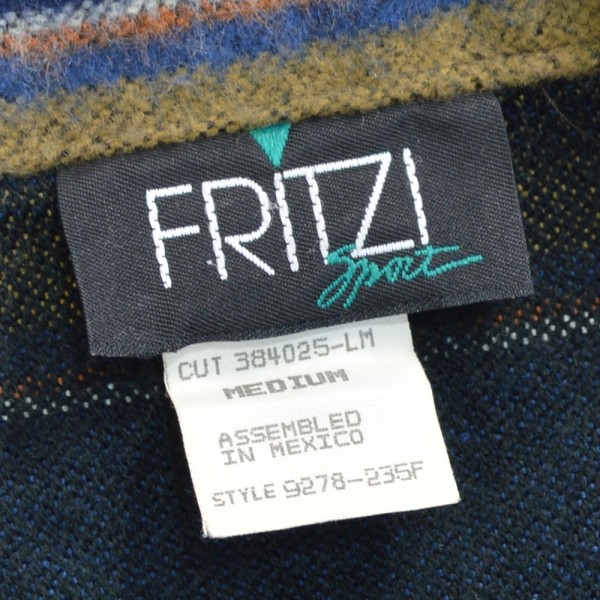 FRITZI
Sport
CUT 384025-LM
MEDIUM
ASSEMBLED
IN MEXICO
STYLE 9278-235F